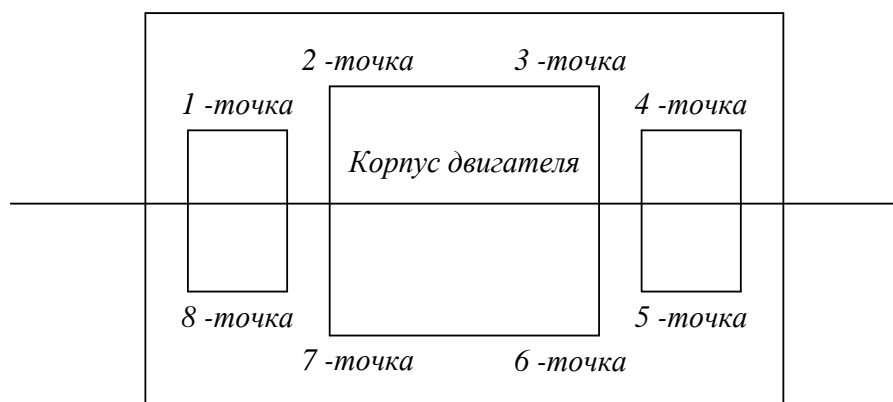 2 -точка 3 -точка
1 -точка 4 -точка
Корпус двигателя
8 -точка 5 -точка
7 -точка 6 -точка